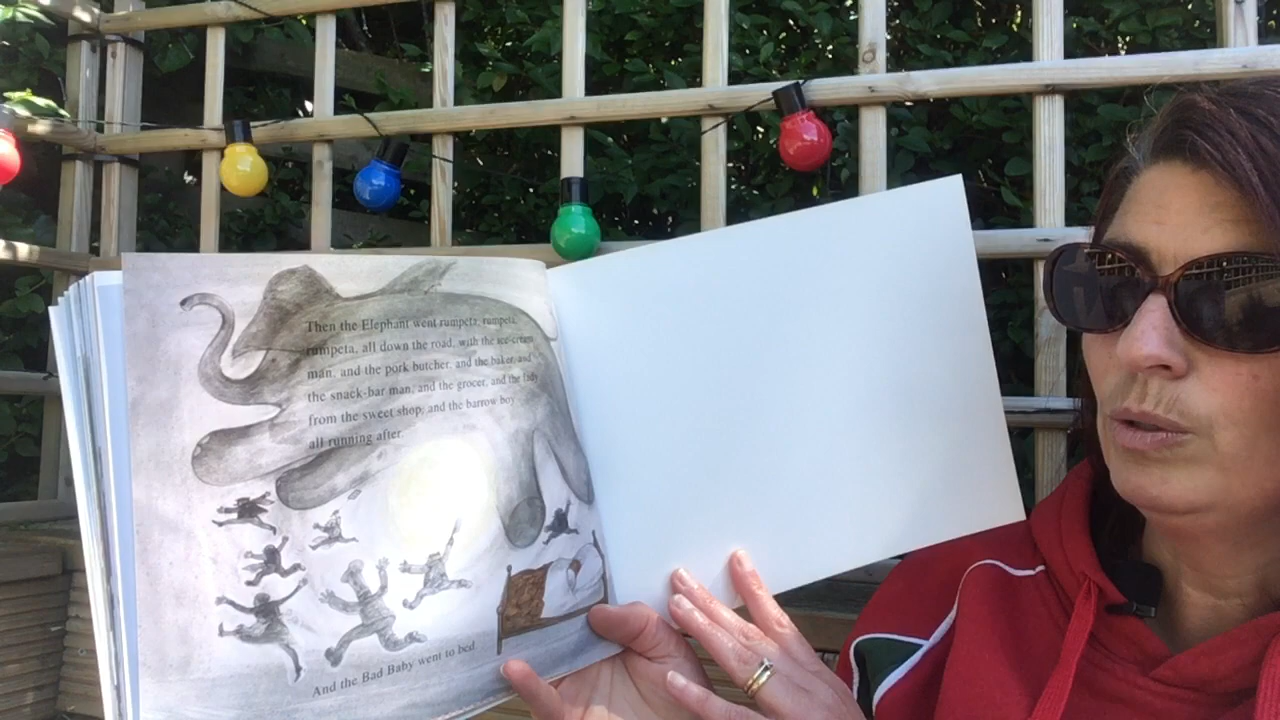 Then the Elephant went rumpeta, rumpeta,
rumpeta, all down the road, with the ice-cream
man, and the pork butcher, and the baker, and
the snack-bar man, and the grocer, and the lady
from the sweet shop, and the barrow boy
all running after.
And the Bad Baby went to bed